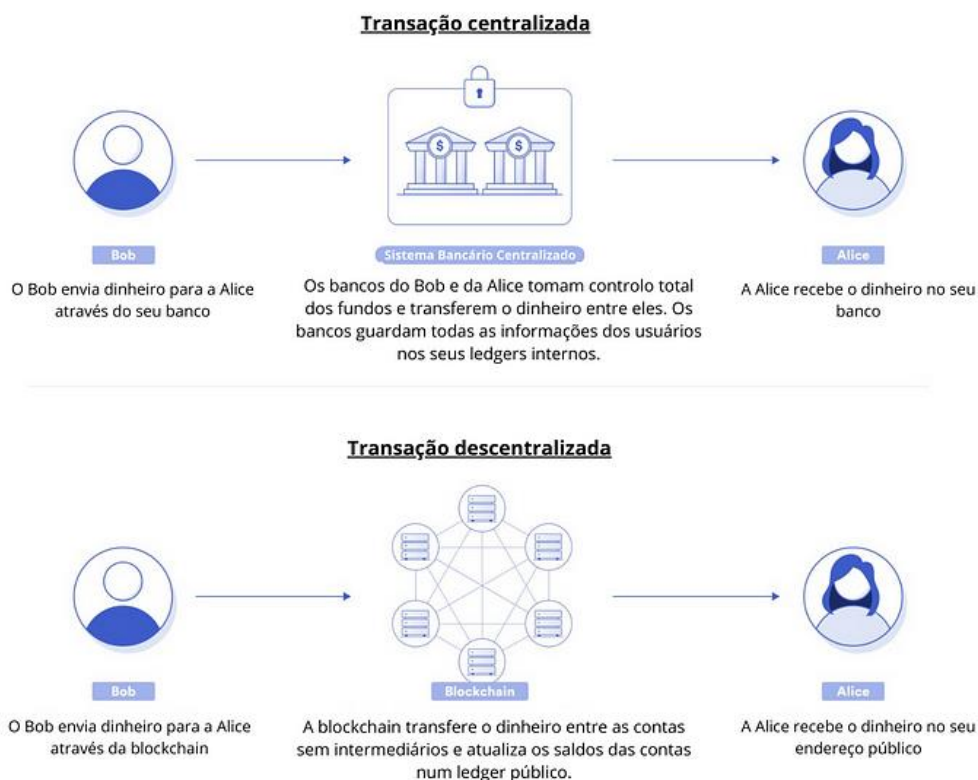 Transação centralizada
Bob
O Bob envia dinheiro para a Alice
através do seu banco
Sistema Bancário Centralizado
Os bancos do Bob e da Alice tomam controlo total
dos fundos e transferem o dinheiro entre eles. Os
bancos guardam todas as informações dos usuários
nos seus ledgers internos.
Alice
A Alice recebe o dinheiro no seu
banco
Transação descentralizada
Bob
O Bob envia dinheiro para a Alice
através da blockchain
Blockchain
A blockchain transfere o dinheiro entre as contas
sem intermediários e atualiza os saldos das contas
num ledger público.
Alice
A Alice recebe o dinheiro no seu
endereço público